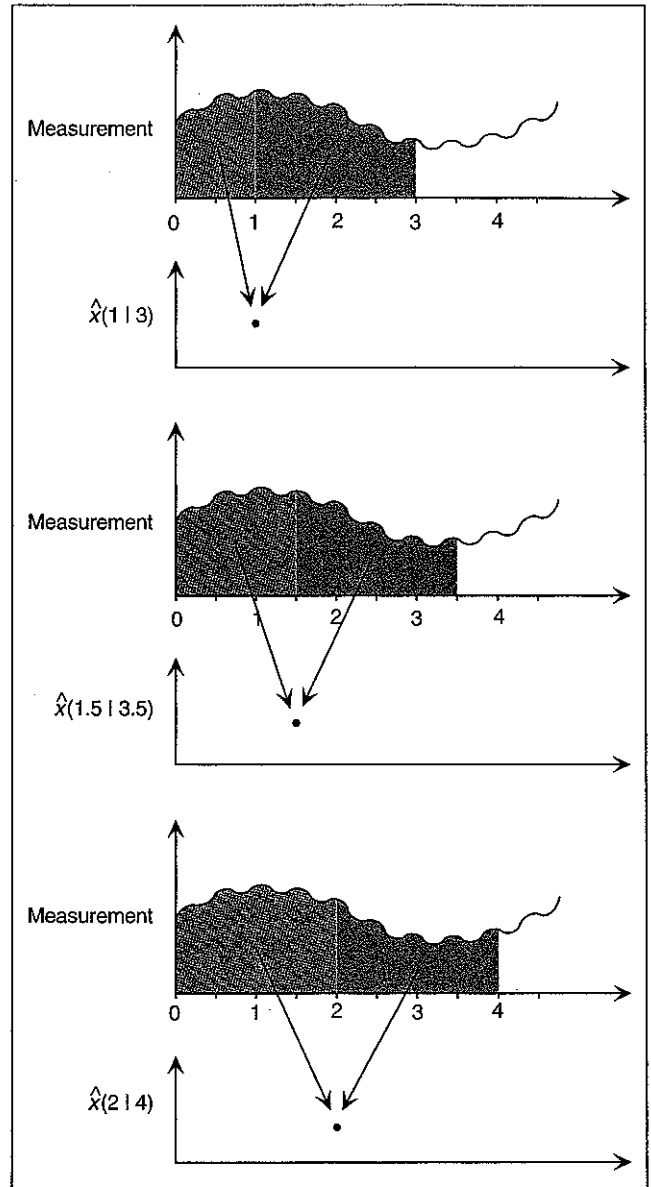 Measurement
0 1 2 3 4
x̂(1 | 3)
Measurement
0 1 2 3 4
x̂(1.5 | 3.5)
Measurement
0 1 2 3 4
x̂(2 | 4)